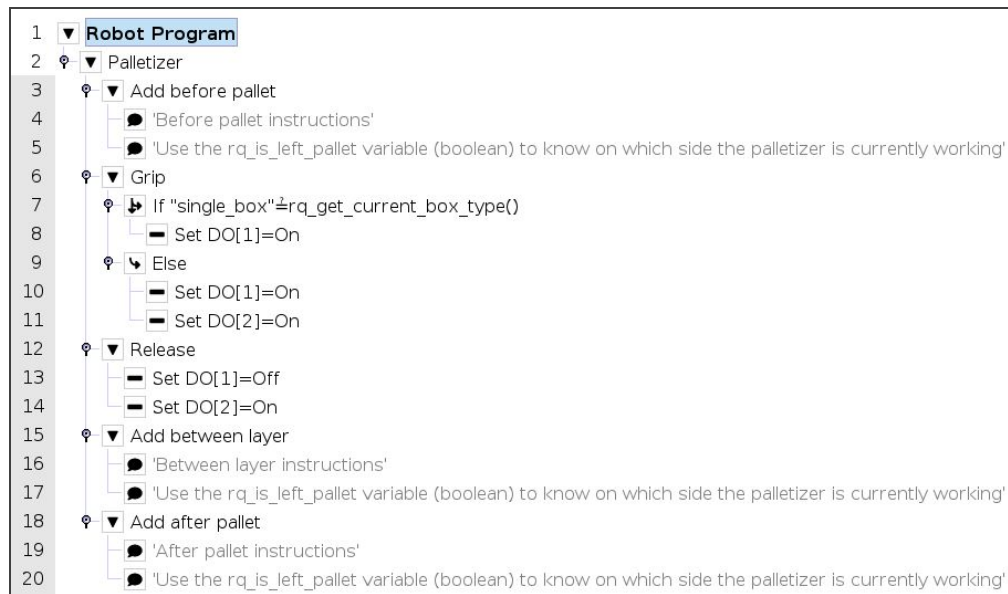 1 Robot Program
2 Palletizer
3 Add before pallet
4 'Before pallet instructions'
5 'Use the rq_is_left_pallet variable (boolean) to know on which side the palletizer is currently working'
6 Grip
7 If "single_box"≟rq_get_current_box_type()
8 Set DO[1]=On
9 Else
10 Set DO[1]=On
11 Set DO[2]=On
12 Release
13 Set DO[1]=Off
14 Set DO[2]=On
15 Add between layer
16 'Between layer instructions'
17 'Use the rq_is_left_pallet variable (boolean) to know on which side the palletizer is currently working'
18 Add after pallet
19 'After pallet instructions'
20 'Use the rq_is_left_pallet variable (boolean) to know on which side the palletizer is currently working'